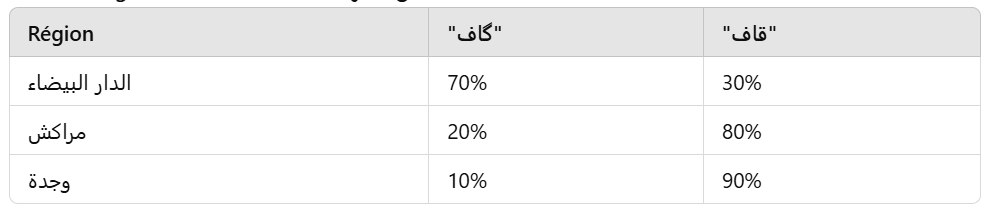 Région "گاف" "قاف"
الدار البيضاء 70% 30%
مراكش 20% 80%
وجدة 10% 90%